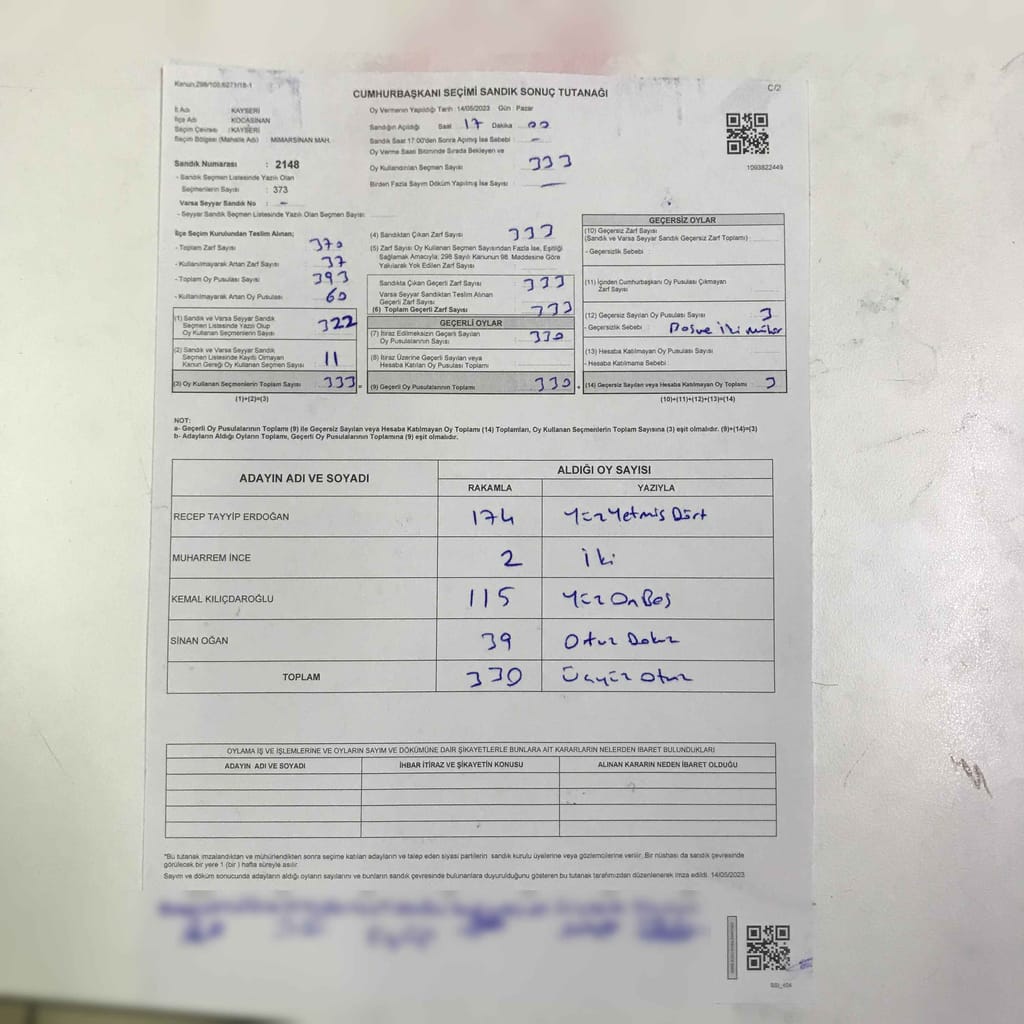 Kanun:298/105,6271/18-1
CUMHURBAŞKANI SEÇİMİ SANDIK SONUÇ TUTANAĞI
C/2
İl Adı KAYSERİ
İlçe Adı KOCASİNAN
Seçim Çevresi : KAYSERİ
Seçim Bölgesi (Mahalle Adı) : MİMARSİNAN MAH.
Sandık Numarası : 2148
- Sandık Seçmen Listesinde Yazılı Olan
Seçmenlerin Sayısı : 373
Varsa Seyyar Sandık No : -
- Seyyar Sandık Seçmen Listesinde Yazılı Olan Seçmen Sayısı:
Oy Vermenin Yapıldığı Tarih :14/05/2023 Gün : Pazar
Sandığın Açıldığı Saat 17 Dakika 00
Sandık Saat 17:00'den Sonra Açılmış İse Sebebi : -
Oy Verme Saati Bitiminde Sırada Bekleyen ve
Oy Kullandırılan Seçmen Sayısı 333
Birden Fazla Sayım Döküm Yapılmış İse Sayısı : -
1093822449
İlçe Seçim Kurulundan Teslim Alınan;
- Toplam Zarf Sayısı 370
- Kullanılmayarak Artan Zarf Sayısı 37
- Toplam Oy Pusulası Sayısı 393
- Kullanılmayarak Artan Oy Pusulası 60
(1) Sandık ve Varsa Seyyar Sandık
Seçmen Listesinde Yazılı Olup
Oy Kullanan Seçmenlerin Sayısı 322
(2) Sandık ve Varsa Seyyar Sandık
Seçmen Listesinde Kayıtlı Olmayan
Kanun Gereği Oy Kullanan Seçmen Sayısı 11
(3) Oy Kullanan Seçmenlerin Toplam Sayısı 333
(1)+(2)=(3)
(4) Sandıktan Çıkan Zarf Sayısı 333
(5) Zarf Sayısı Oy Kullanan Seçmen Sayısından Fazla İse, Eşitliği
Sağlamak Amacıyla; 298 Sayılı Kanunun 98. Maddesine Göre
Yakılarak Yok Edilen Zarf Sayısı
Sandıkta Çıkan Geçerli Zarf Sayısı 333
Varsa Seyyar Sandıktan Teslim Alınan
Geçerli Zarf Sayısı
(6) Toplam Geçerli Zarf Sayısı 333
GEÇERLİ OYLAR
(7) İtiraz Edilmeksizin Geçerli Sayılan
Oy Pusulalarının Sayısı 330
(8) İtiraz Üzerine Geçerli Sayılan veya
Hesaba Katılan Oy Pusulası Toplamı
= (9) Geçerli Oy Pusulalarının Toplamı 330
GEÇERSİZ OYLAR
(10) Geçersiz Zarf Sayısı
(Sandık ve Varsa Seyyar Sandık Geçersiz Zarf Toplamı) :
- Geçersizlik Sebebi :
(11) İçinden Cumhurbaşkanı Oy Pusulası Çıkmayan
Zarf Sayısı
(12) Geçersiz Sayılan Oy Pusulası Sayısı 3
- Geçersizlik Sebebi : Boş ve iki mühür
(13) Hesaba Katılmayan Oy Pusulası Sayısı
- Hesaba Katılmama Sebebi :
+ (14) Geçersiz Sayılan veya Hesaba Katılmayan Oy Toplamı 3
(10)+(11)+(12)+(13)=(14)
NOT:
a- Geçerli Oy Pusulalarının Toplamı (9) ile Geçersiz Sayılan veya Hesaba Katılmayan Oy Toplamı (14) Toplamları, Oy Kullanan Seçmenlerin Toplam Sayısına (3) eşit olmalıdır. (9)+(14)=(3)
b- Adayların Aldığı Oyların Toplamı, Geçerli Oy Pusulalarının Toplamına (9) eşit olmalıdır.
ADAYIN ADI VE SOYADI
ALDIĞI OY SAYISI
RAKAMLA YAZIYLA
RECEP TAYYİP ERDOĞAN 174 Yüz Yetmiş Dört
MUHARREM İNCE 2 İki
KEMAL KILIÇDAROĞLU 115 Yüz On Beş
SİNAN OĞAN 39 Otuz Dokuz
TOPLAM 330 Üçyüz Otuz
OYLAMA İŞ VE İŞLEMLERİNE VE OYLARIN SAYIM VE DÖKÜMÜNE DAİR ŞİKAYETLERLE BUNLARA AİT KARARLARIN NELERDEN İBARET BULUNDUKLARI
ADAYIN ADI VE SOYADI İHBAR İTİRAZ VE ŞİKAYETİN KONUSU ALINAN KARARIN NEDEN İBARET OLDUĞU
*Bu tutanak imzalandıktan ve mühürlendikten sonra seçime katılan adayların ve talep eden siyasi partilerin sandık kurulu üyelerine veya gözlemcilerine verilir. Bir nüshası da sandık çevresinde
görülecek bir yere 1 (bir) hafta süreyle asılır.
Sayım ve döküm sonucunda adayların aldığı oyların sayılarını ve bunların sandık çevresinde bulunanlara duyurulduğunu gösteren bu tutanak tarafımızdan düzenlenerek imza edildi. 14/05/2023